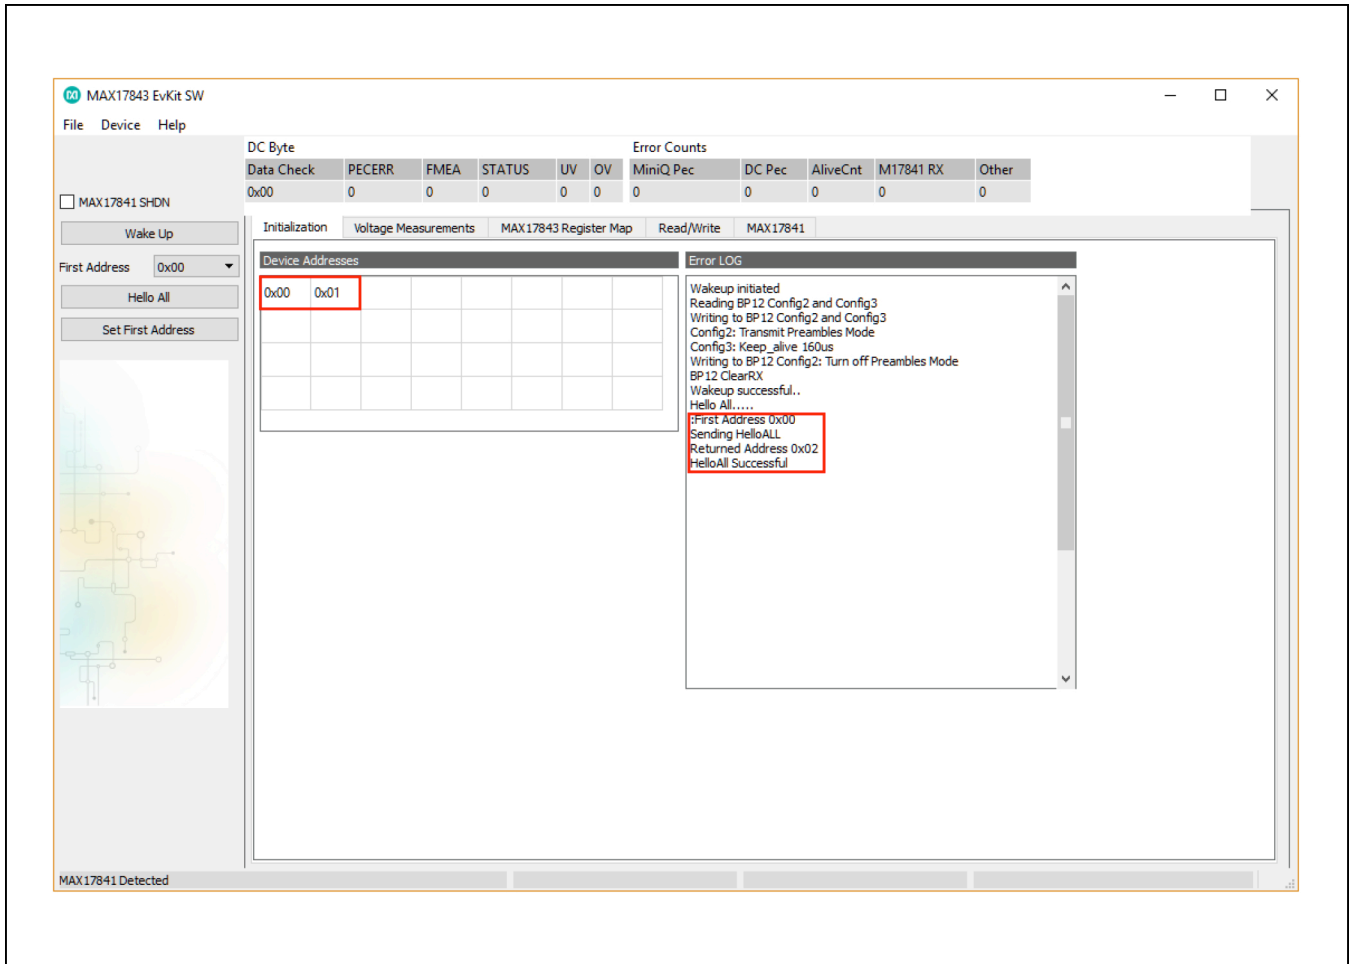 MAX17843 EvKit SW
File Device Help
DC Byte Error Counts
Data Check PECERR FMEA STATUS UV OV MiniQ Pec DC Pec AliveCnt M17841 RX Other
0x00 0 0 0 0 0 0 0 0 0 0
MAX17841 SHDN
Wake Up
First Address 0x00
Hello All
Set First Address
Initialization Voltage Measurements MAX17843 Register Map Read/Write MAX17841
Device Addresses
0x00 0x01
Error LOG
Wakeup initiated
Reading BP12 Config2 and Config3
Writing to BP12 Config2 and Config3
Config2: Transmit Preambles Mode
Config3: Keep_alive 160us
Writing to BP12 Config2: Turn off Preambles Mode
BP12 ClearRX
Wakeup successful..
Hello All.....
:First Address 0x00
Sending HelloALL
Returned Address 0x02
HelloAll Successful
MAX17841 Detected